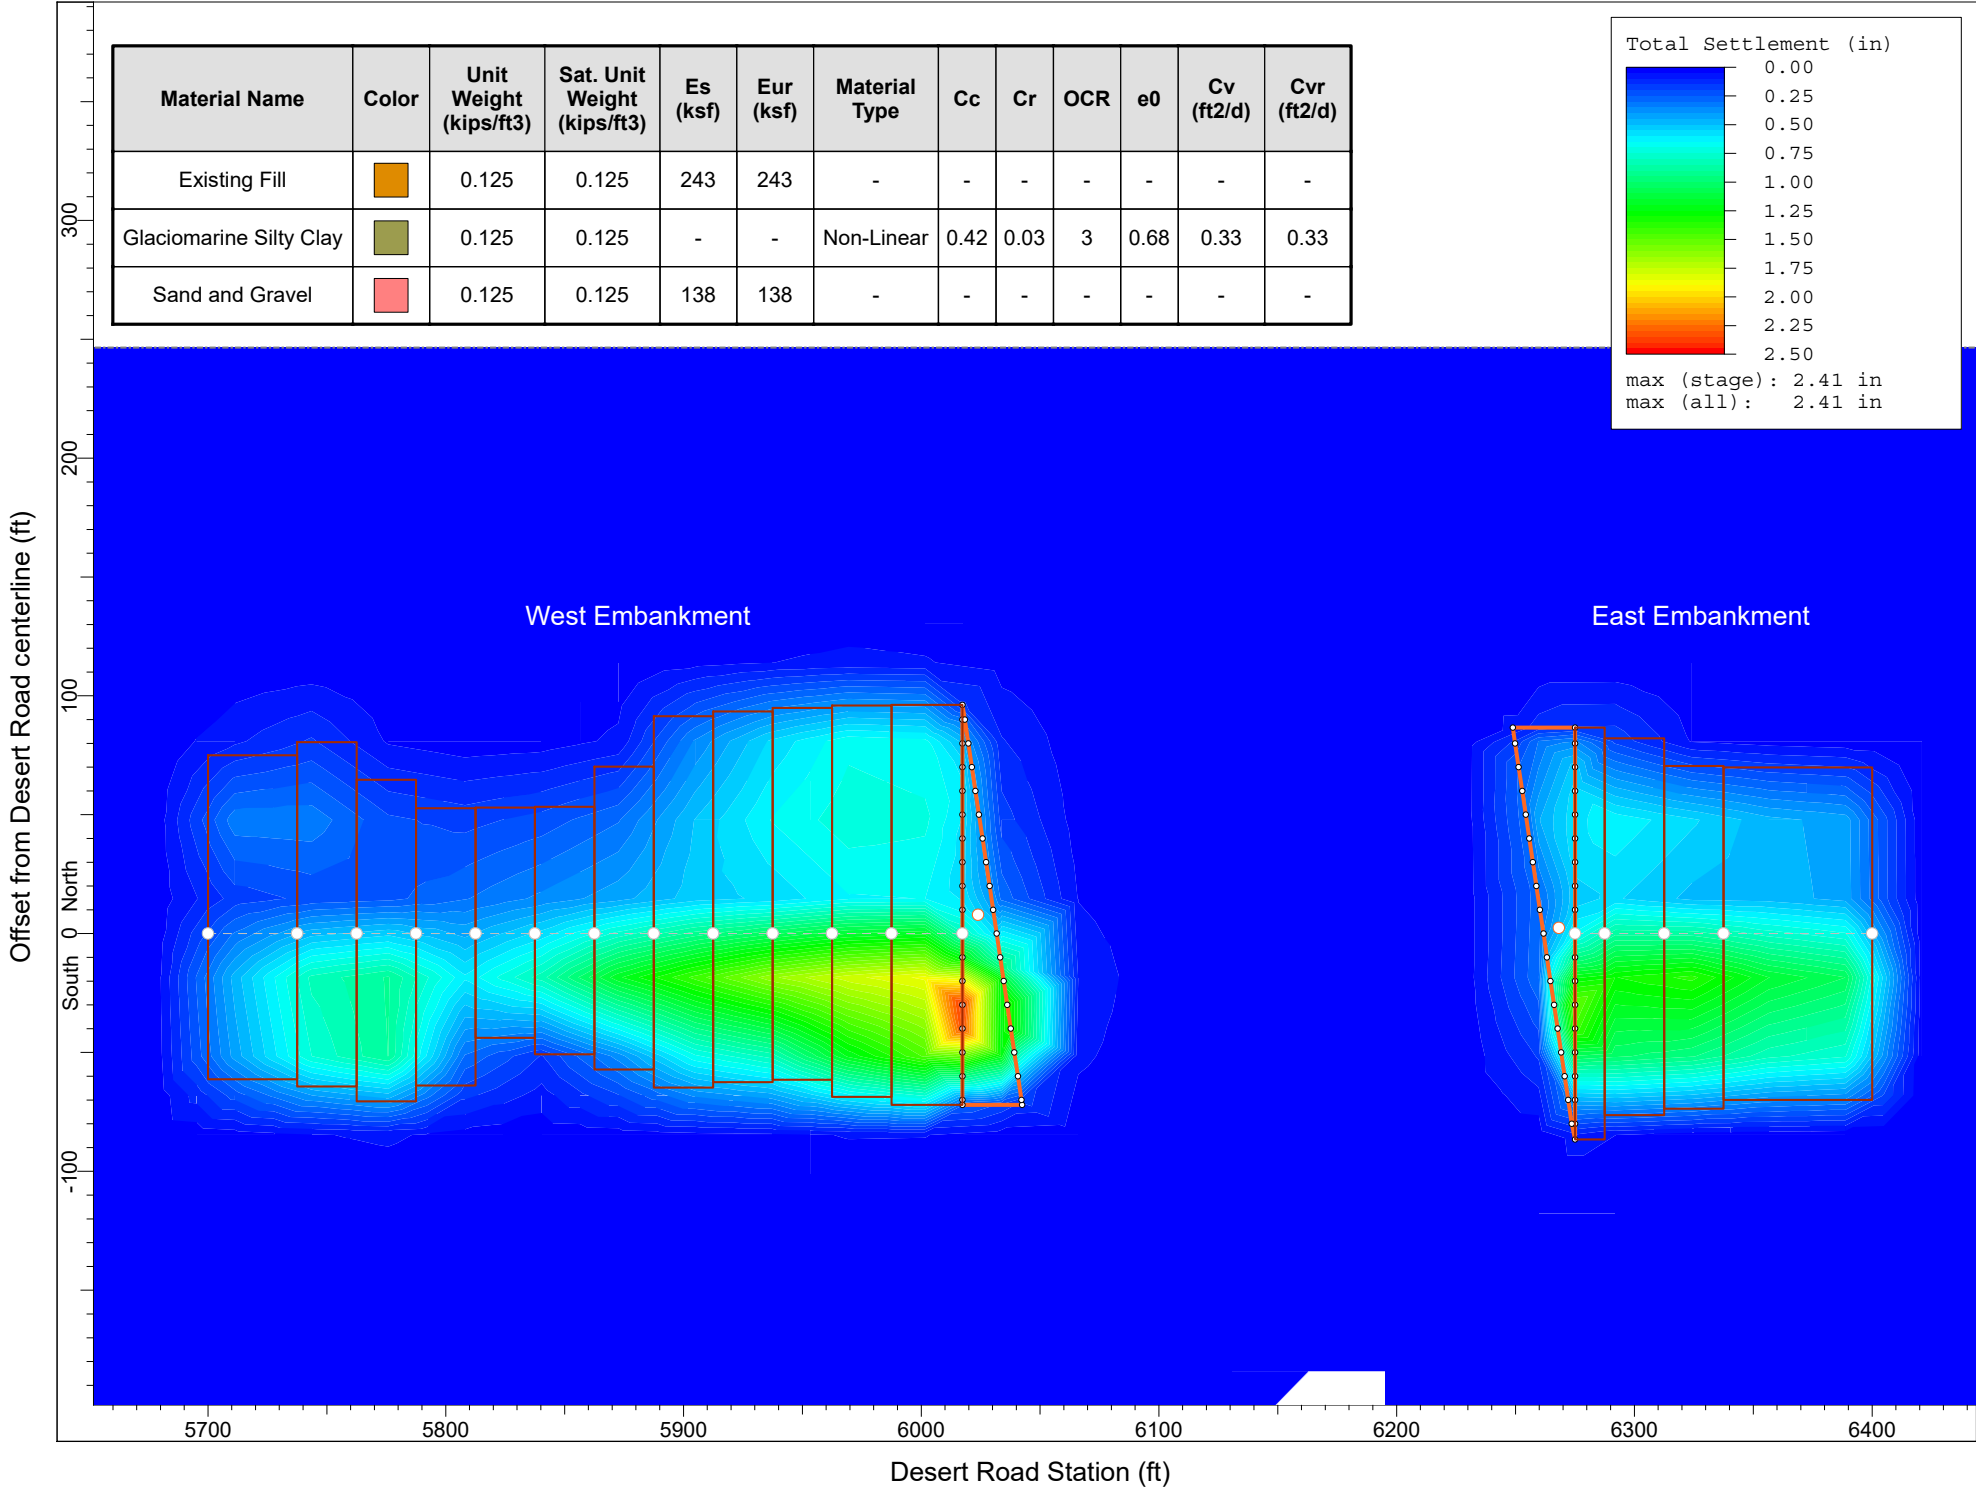 Material Name Color Unit Weight (kips/ft3) Sat. Unit Weight (kips/ft3) Es (ksf) Eur (ksf) Material Type Cc Cr OCR e0 Cv (ft2/d) Cvr (ft2/d)
Existing Fill 0.125 0.125 243 243 - - - - - - -
Glaciomarine Silty Clay 0.125 0.125 - - Non-Linear 0.42 0.03 3 0.68 0.33 0.33
Sand and Gravel 0.125 0.125 138 138 - - - - - - -
Total Settlement (in)
0.00
0.25
0.50
0.75
1.00
1.25
1.50
1.75
2.00
2.25
2.50
max (stage): 2.41 in
max (all): 2.41 in
West Embankment
East Embankment
Offset from Desert Road centerline (ft)
300
200
100
North
0
South
-100
5700 5800 5900 6000 6100 6200 6300 6400
Desert Road Station (ft)